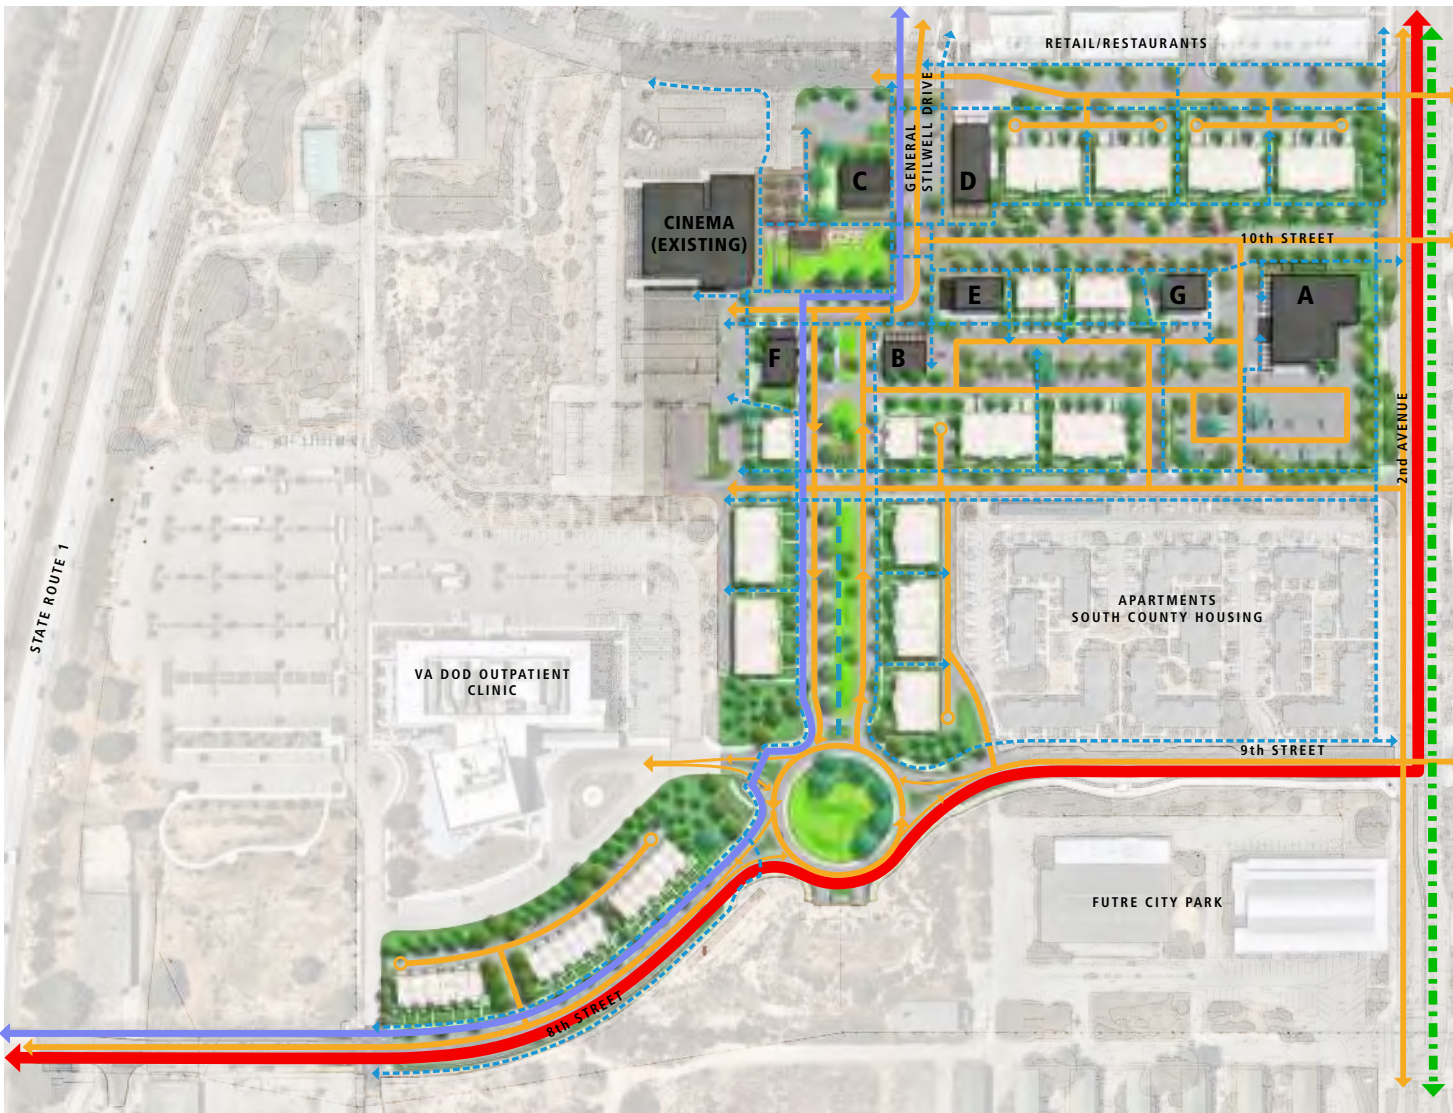 RETAIL/RESTAURANTS
GENERAL
STILWELL DRIVE
C
D
CINEMA
(EXISTING)
10th STREET
E
G
A
F
B
2nd AVENUE
STATE ROUTE 1
APARTMENTS
SOUTH COUNTY HOUSING
VA DOD OUTPATIENT
CLINIC
9th STREET
FUTRE CITY PARK
8th STREET